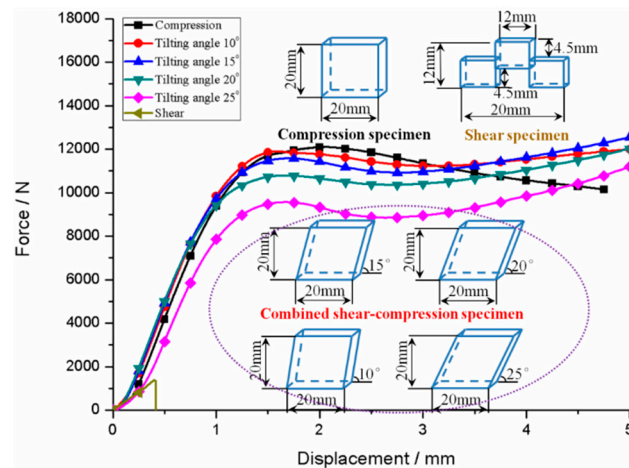 Compression
Tilting angle 10°
Tilting angle 15°
Tilting angle 20°
Tilting angle 25°
Shear
18000
16000
14000
12000
10000
8000
6000
4000
2000
0
Force / N
0
1
2
3
4
5
Displacement / mm
20mm
20mm
Compression specimen
12mm
12mm
4.5mm
4.5mm
20mm
Shear specimen
20mm
15°
20mm
20mm
20°
20mm
Combined shear-compression specimen
20mm
10°
20mm
20mm
25°
20mm